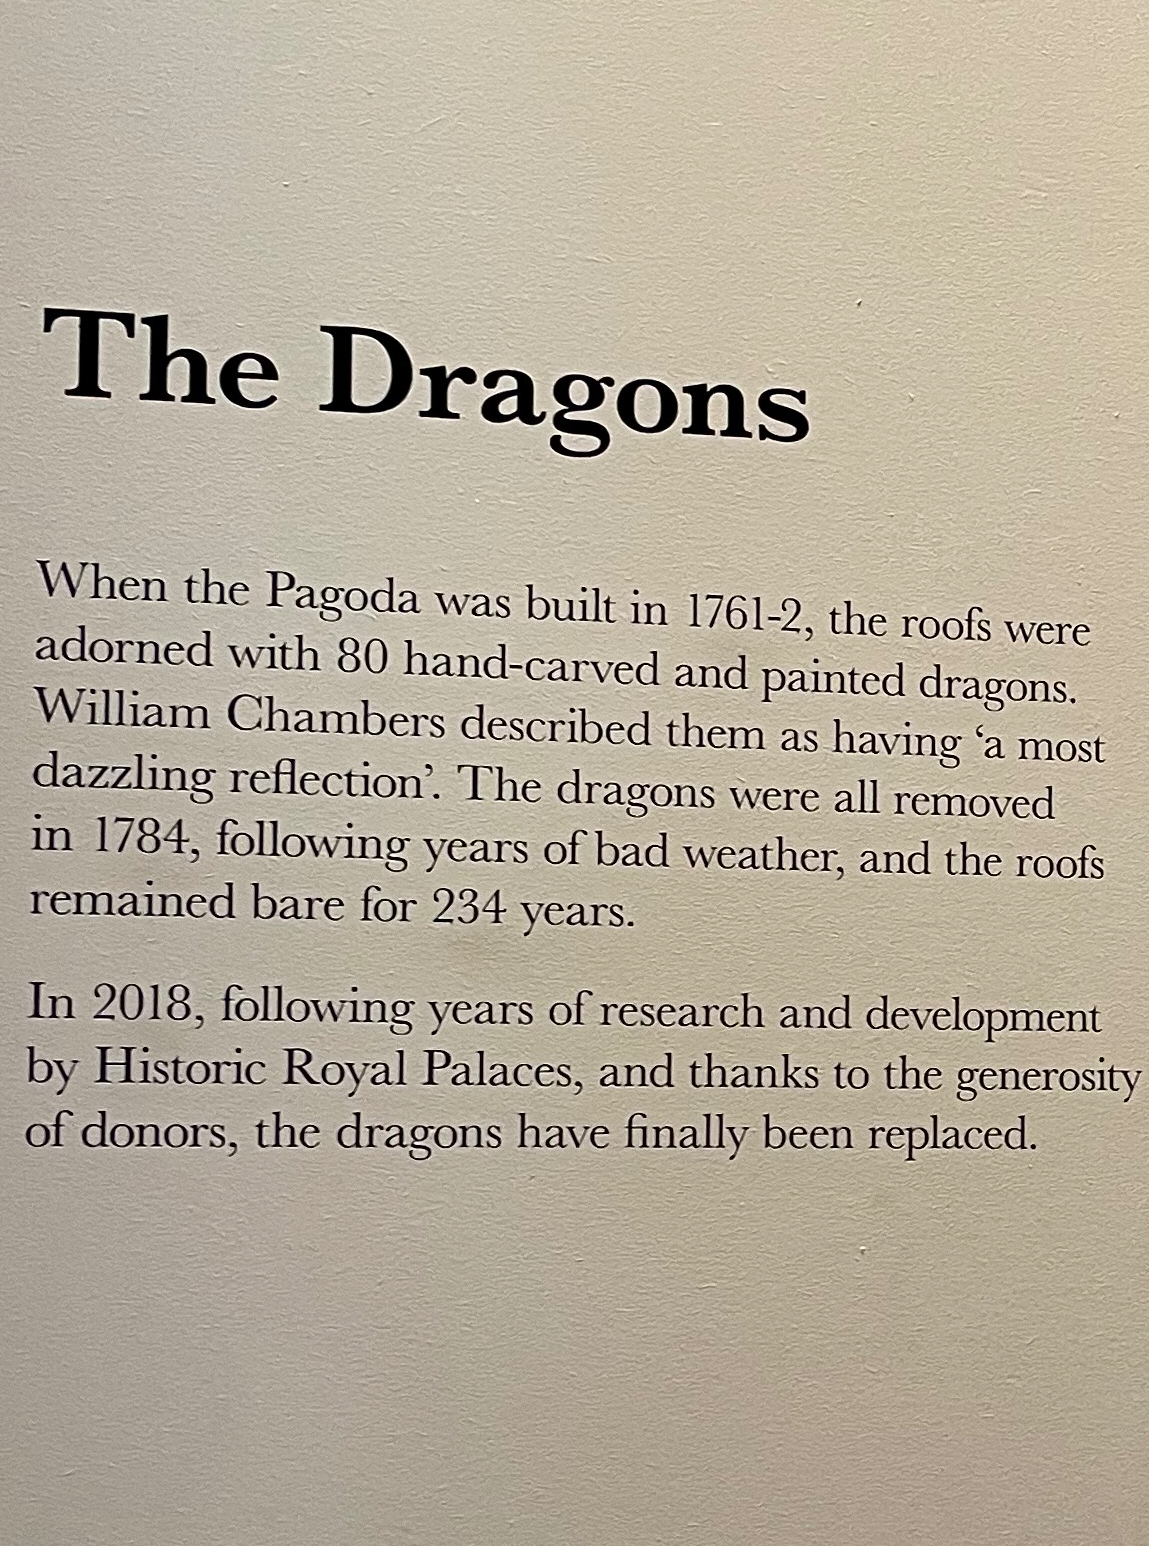 The Dragons
When the Pagoda was built in 1761-2, the roofs were
adorned with 80 hand-carved and painted dragons.
William Chambers described them as having ‘a most
dazzling reflection’. The dragons were all removed
in 1784, following years of bad weather, and the roofs
remained bare for 234 years.
In 2018, following years of research and development
by Historic Royal Palaces, and thanks to the generosity
of donors, the dragons have finally been replaced.